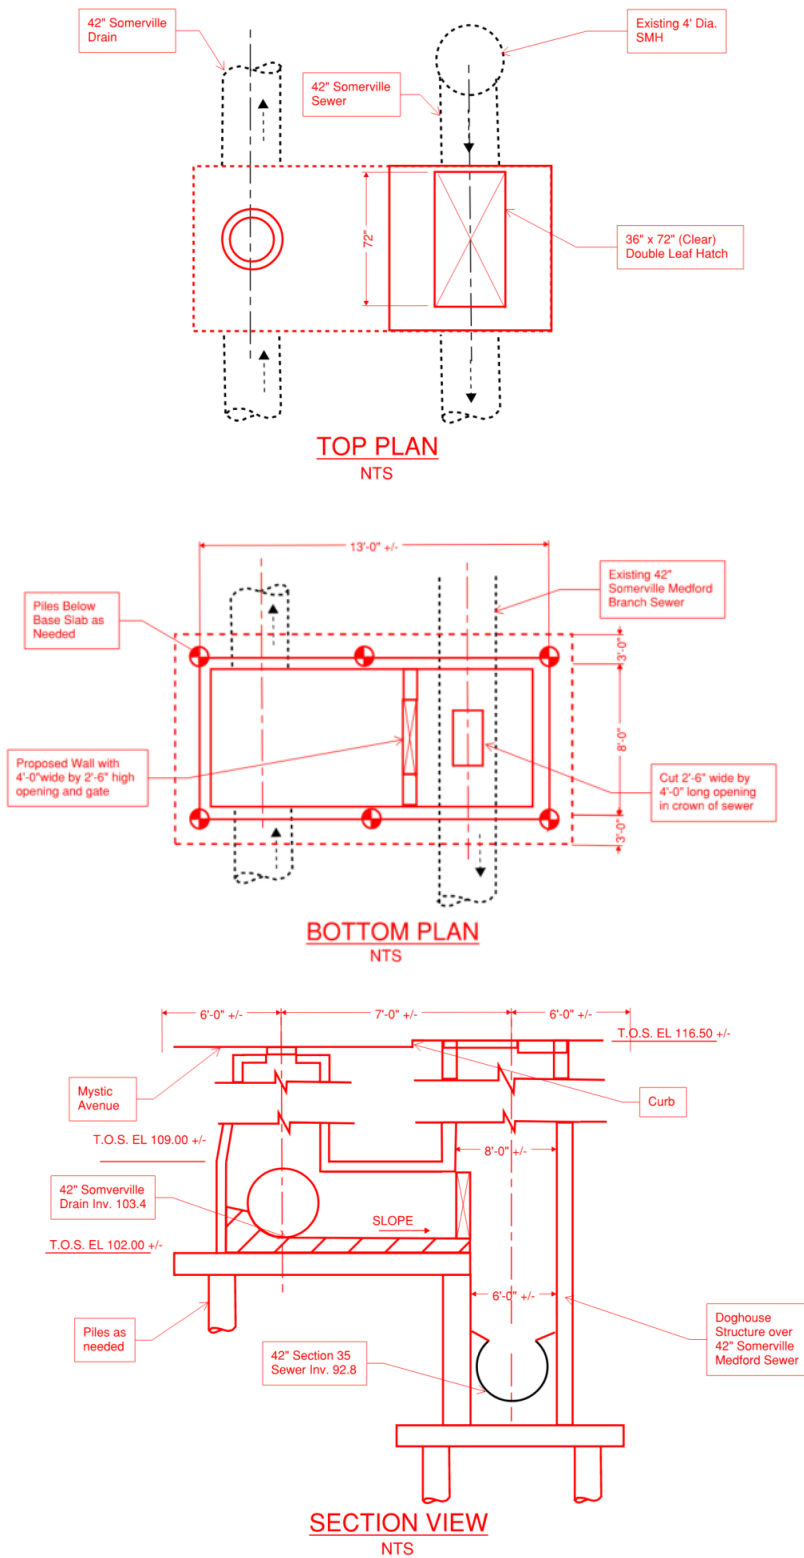 42" Somerville
Drain
Existing 4' Dia.
SMH
42" Somerville
Sewer
72"
36" x 72" (Clear)
Double Leaf Hatch
TOP PLAN
NTS
13'-0" +/-
Piles Below
Base Slab as
Needed
Existing 42"
Somerville Medford
Branch Sewer
3'-0"
8'-0"
3'-0"
Proposed Wall with
4'-0"wide by 2'-6" high
opening and gate
Cut 2'-6" wide by
4'-0" long opening
in crown of sewer
BOTTOM PLAN
NTS
6'-0" +/-
7'-0" +/-
6'-0" +/-
T.O.S. EL 116.50 +/-
Mystic
Avenue
Curb
T.O.S. EL 109.00 +/-
8'-0" +/-
42" Somverville
Drain Inv. 103.4
SLOPE
T.O.S. EL 102.00 +/-
6'-0" +/-
Piles as
needed
42" Section 35
Sewer Inv. 92.8
Doghouse
Structure over
42" Somerville
Medford Sewer
SECTION VIEW
NTS